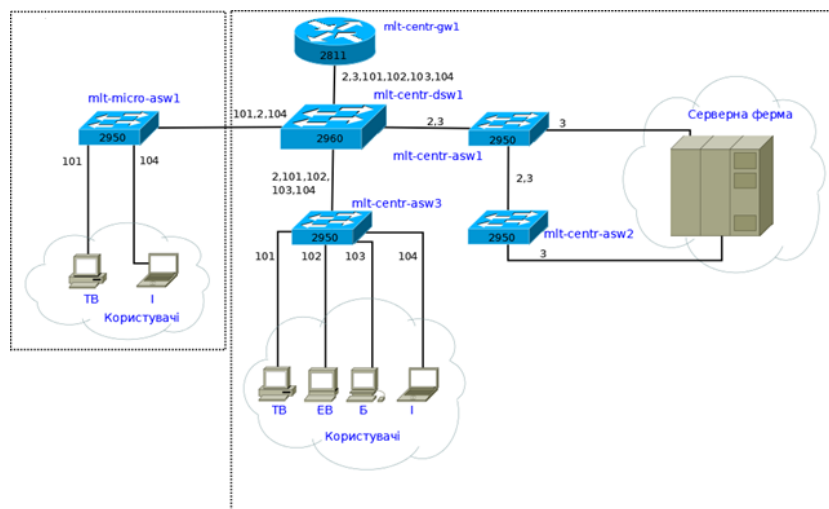 mlt-centr-gw1
2811
2,3,101,102,103,104
mlt-micro-asw1
2950
101,2,104
mlt-centr-dsw1
2960
2,3
mlt-centr-asw1
2950
3
Серверна ферма
101
104
2,101,102,
103,104
mlt-centr-asw3
2950
2,3
mlt-centr-asw2
2950
3
101
102
103
104
ТВ
І
Користувачі
ТВ
ЕВ
Б
І
Користувачі